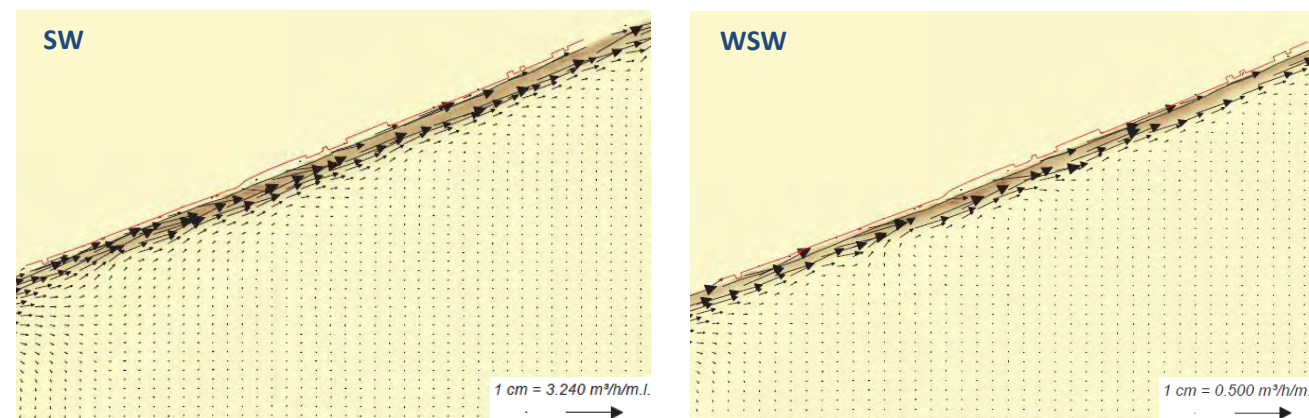 SW
WSW
1 cm = 3.240 m³/h/m.l.
1 cm = 0.500 m³/h/m